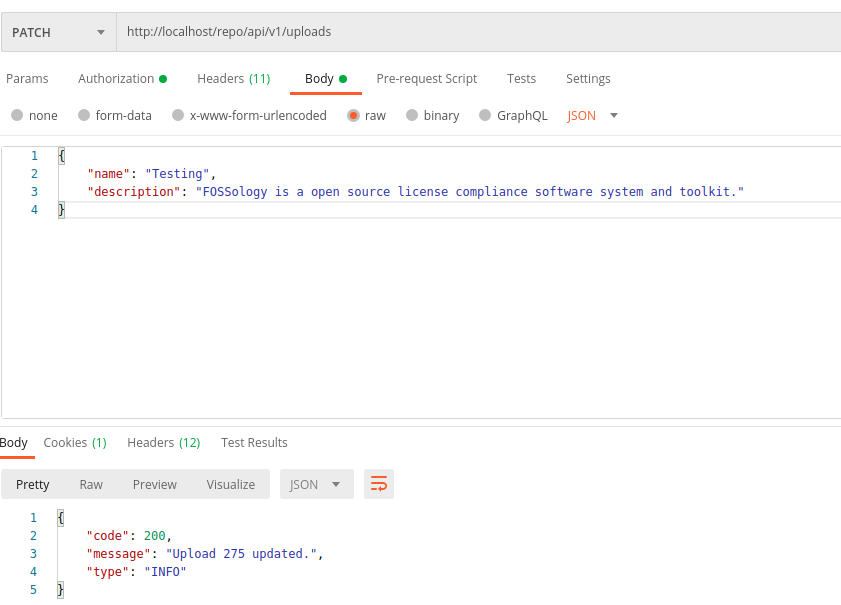 PATCH http://localhost/repo/api/v1/uploads
Params Authorization Headers (11) Body Pre-request Script Tests Settings
none form-data x-www-form-urlencoded raw binary GraphQL JSON
1 {
2 "name": "Testing",
3 "description": "FOSSology is a open source license compliance software system and toolkit."
4 }
Body Cookies (1) Headers (12) Test Results
Pretty Raw Preview Visualize JSON
1 {
2 "code": 200,
3 "message": "Upload 275 updated.",
4 "type": "INFO"
5 }